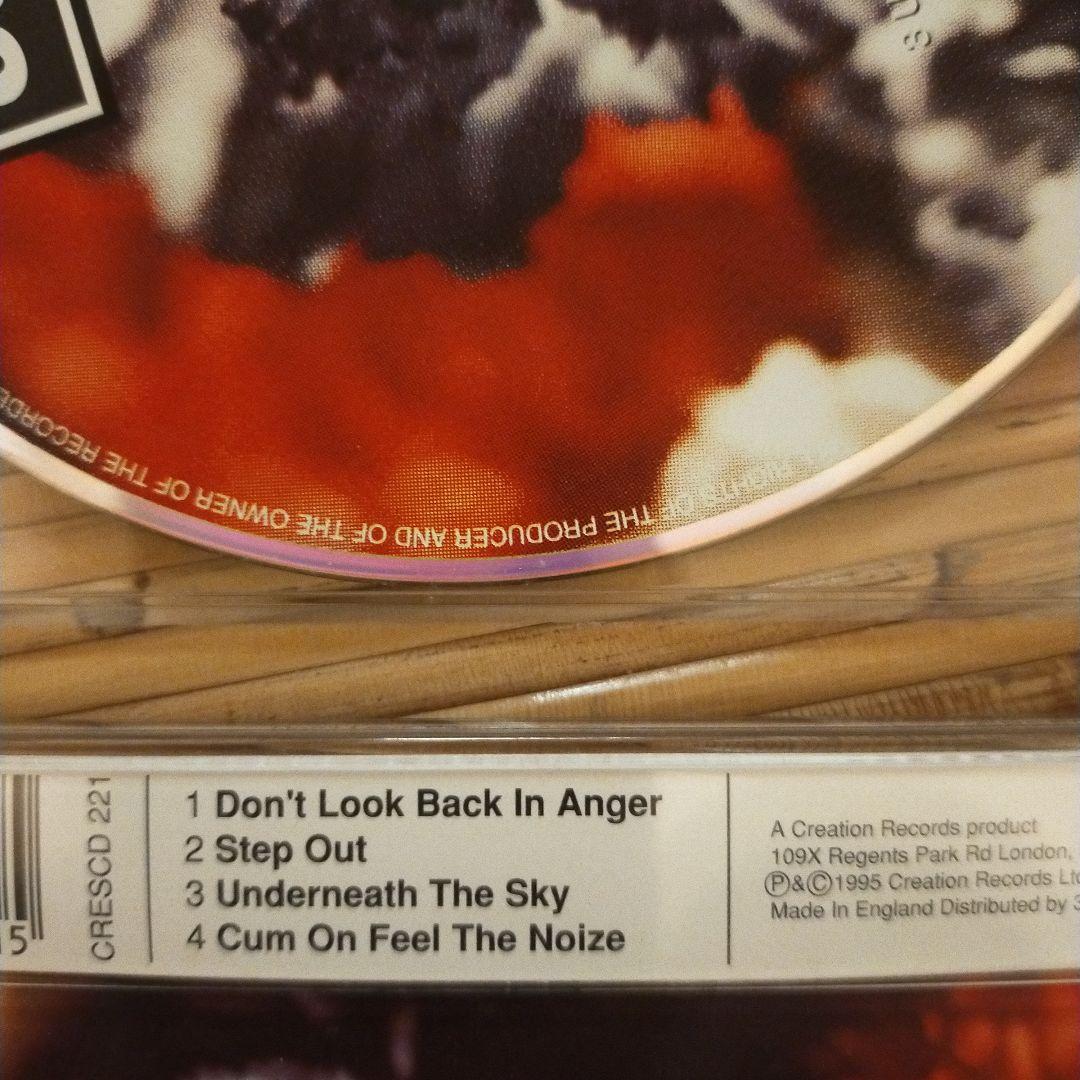 THE PRODUCER AND OF THE OWNER OF THE
CRESCD 221
5
1 Don't Look Back In Anger
2 Step Out
3 Underneath The Sky
4 Cum On Feel The Noize
A Creation Records product
109X Regents Park Rd London,
Ⓟ&©1995 Creation Records Ltd
Made In England Distributed by 3